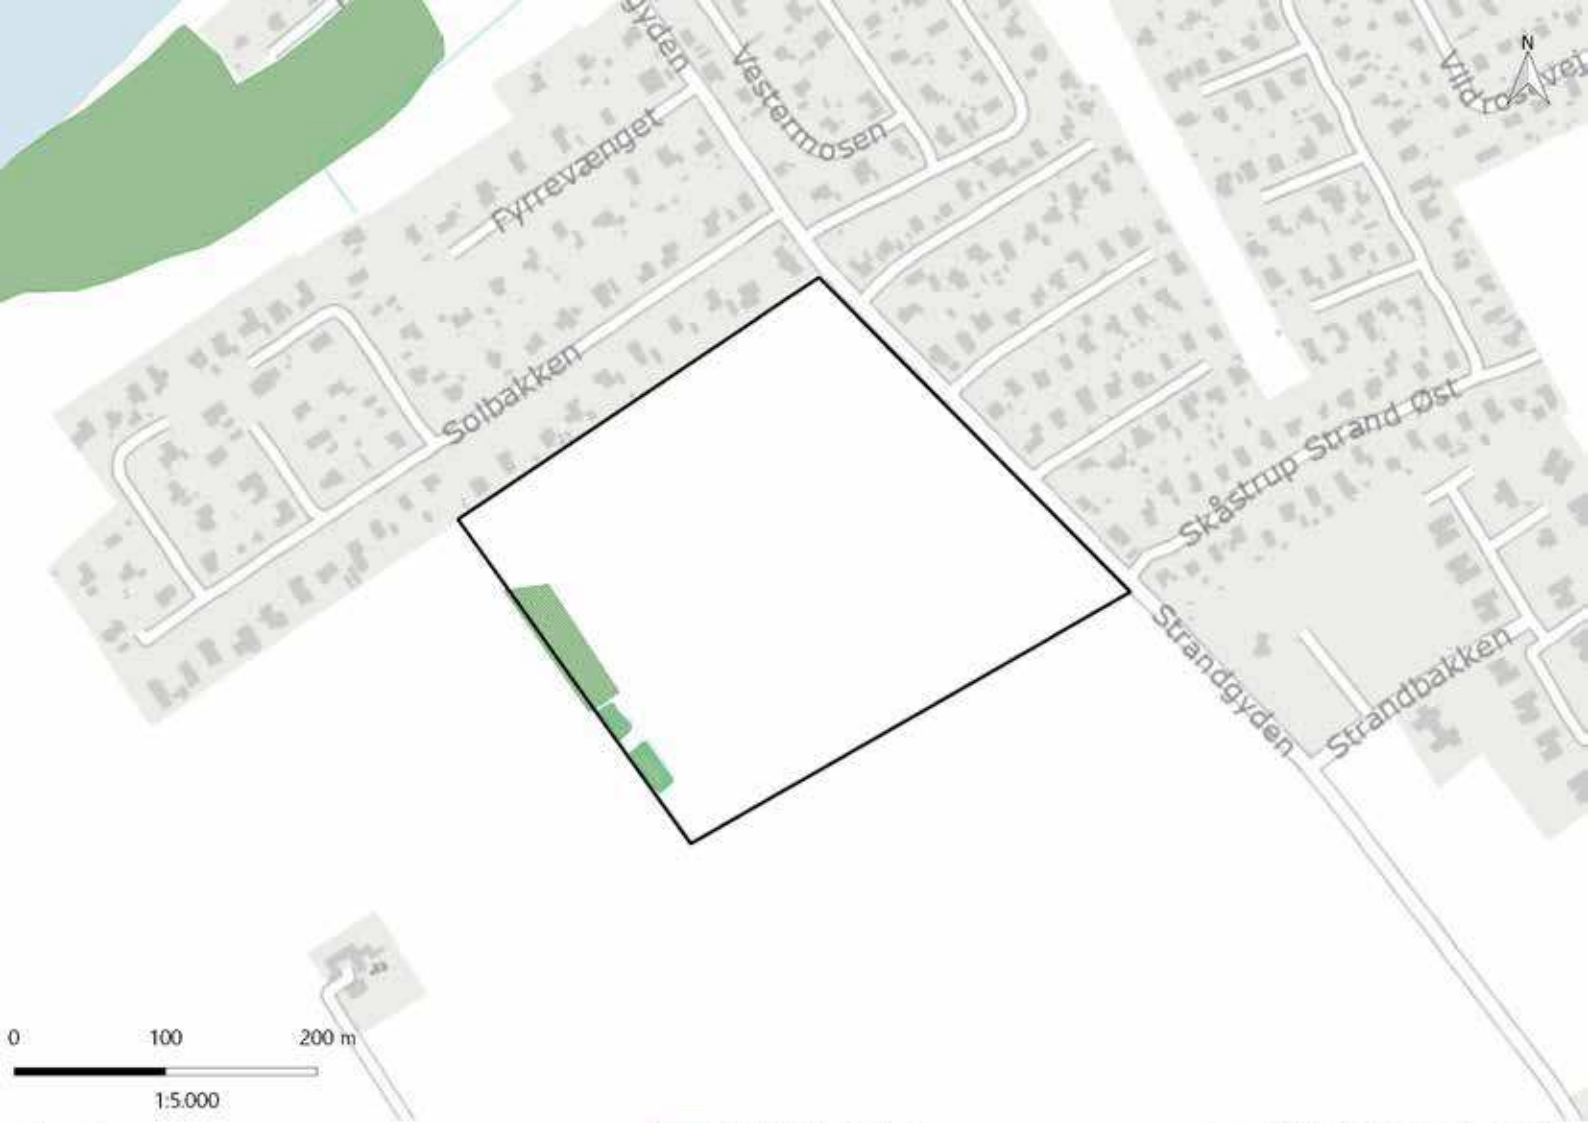 gyden
Vestermosen
Vildrosevej
N
Fyrrevænget
Solbakken
Skåstrup Strand Øst
Strandgyden
Strandbakken
0 100 200 m
1:5.000